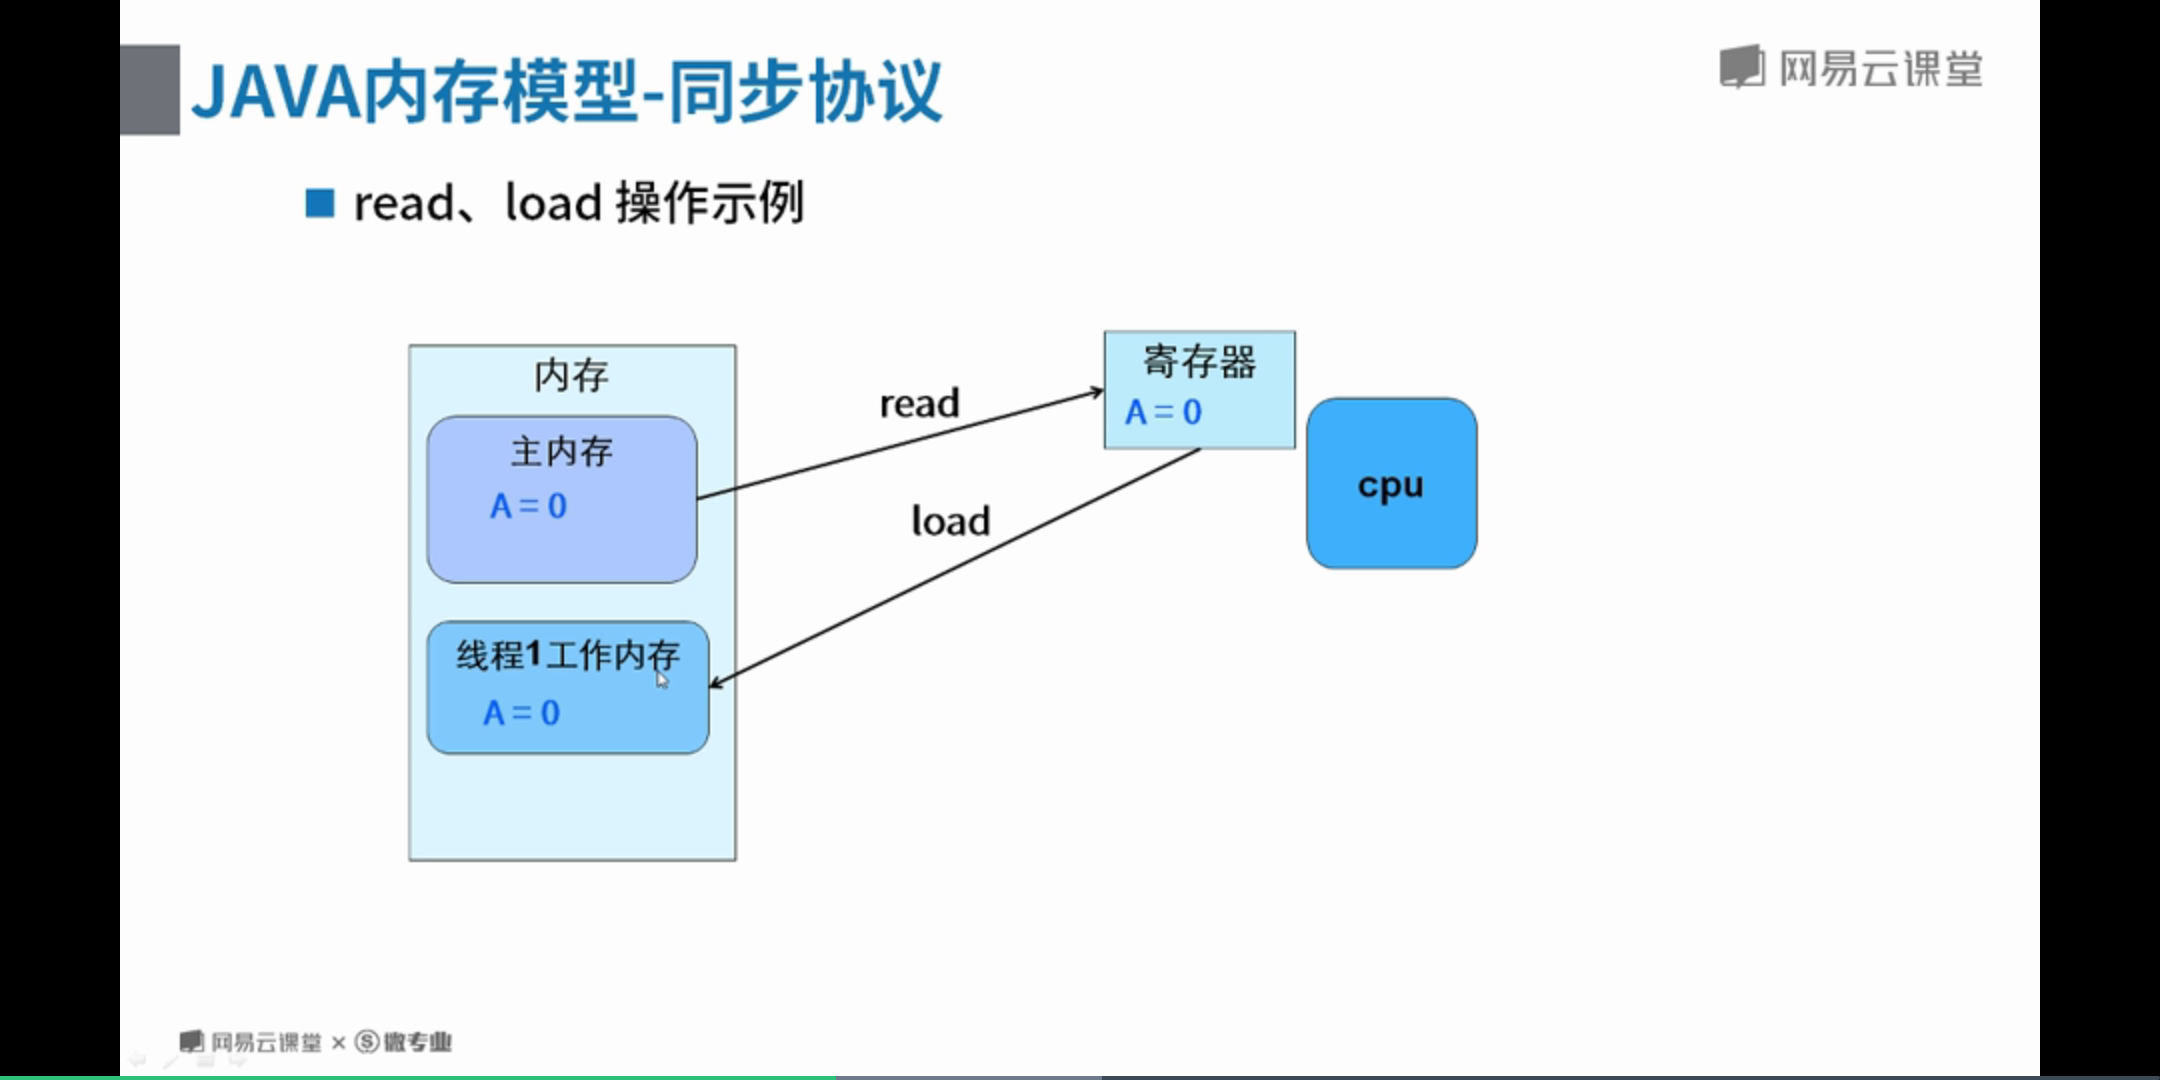 JAVA内存模型-同步协议
网易云课堂
read、load 操作示例
内存
主内存
A = 0
线程1工作内存
A = 0
read
load
寄存器
A = 0
cpu
网易云课堂 × Ⓢ微专业